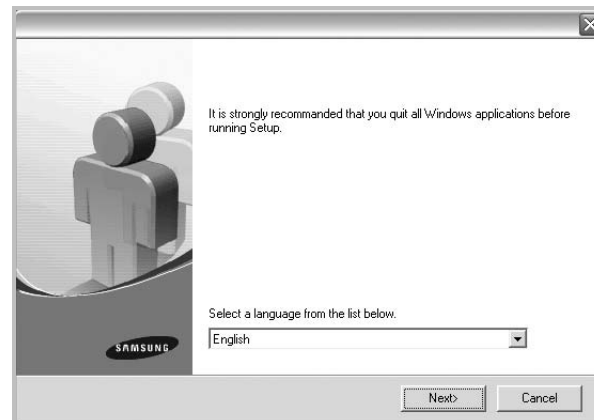 It is strongly recommanded that you quit all Windows applications before
running Setup.
Select a language from the list below.
English
SAMSUNG
Next>
Cancel